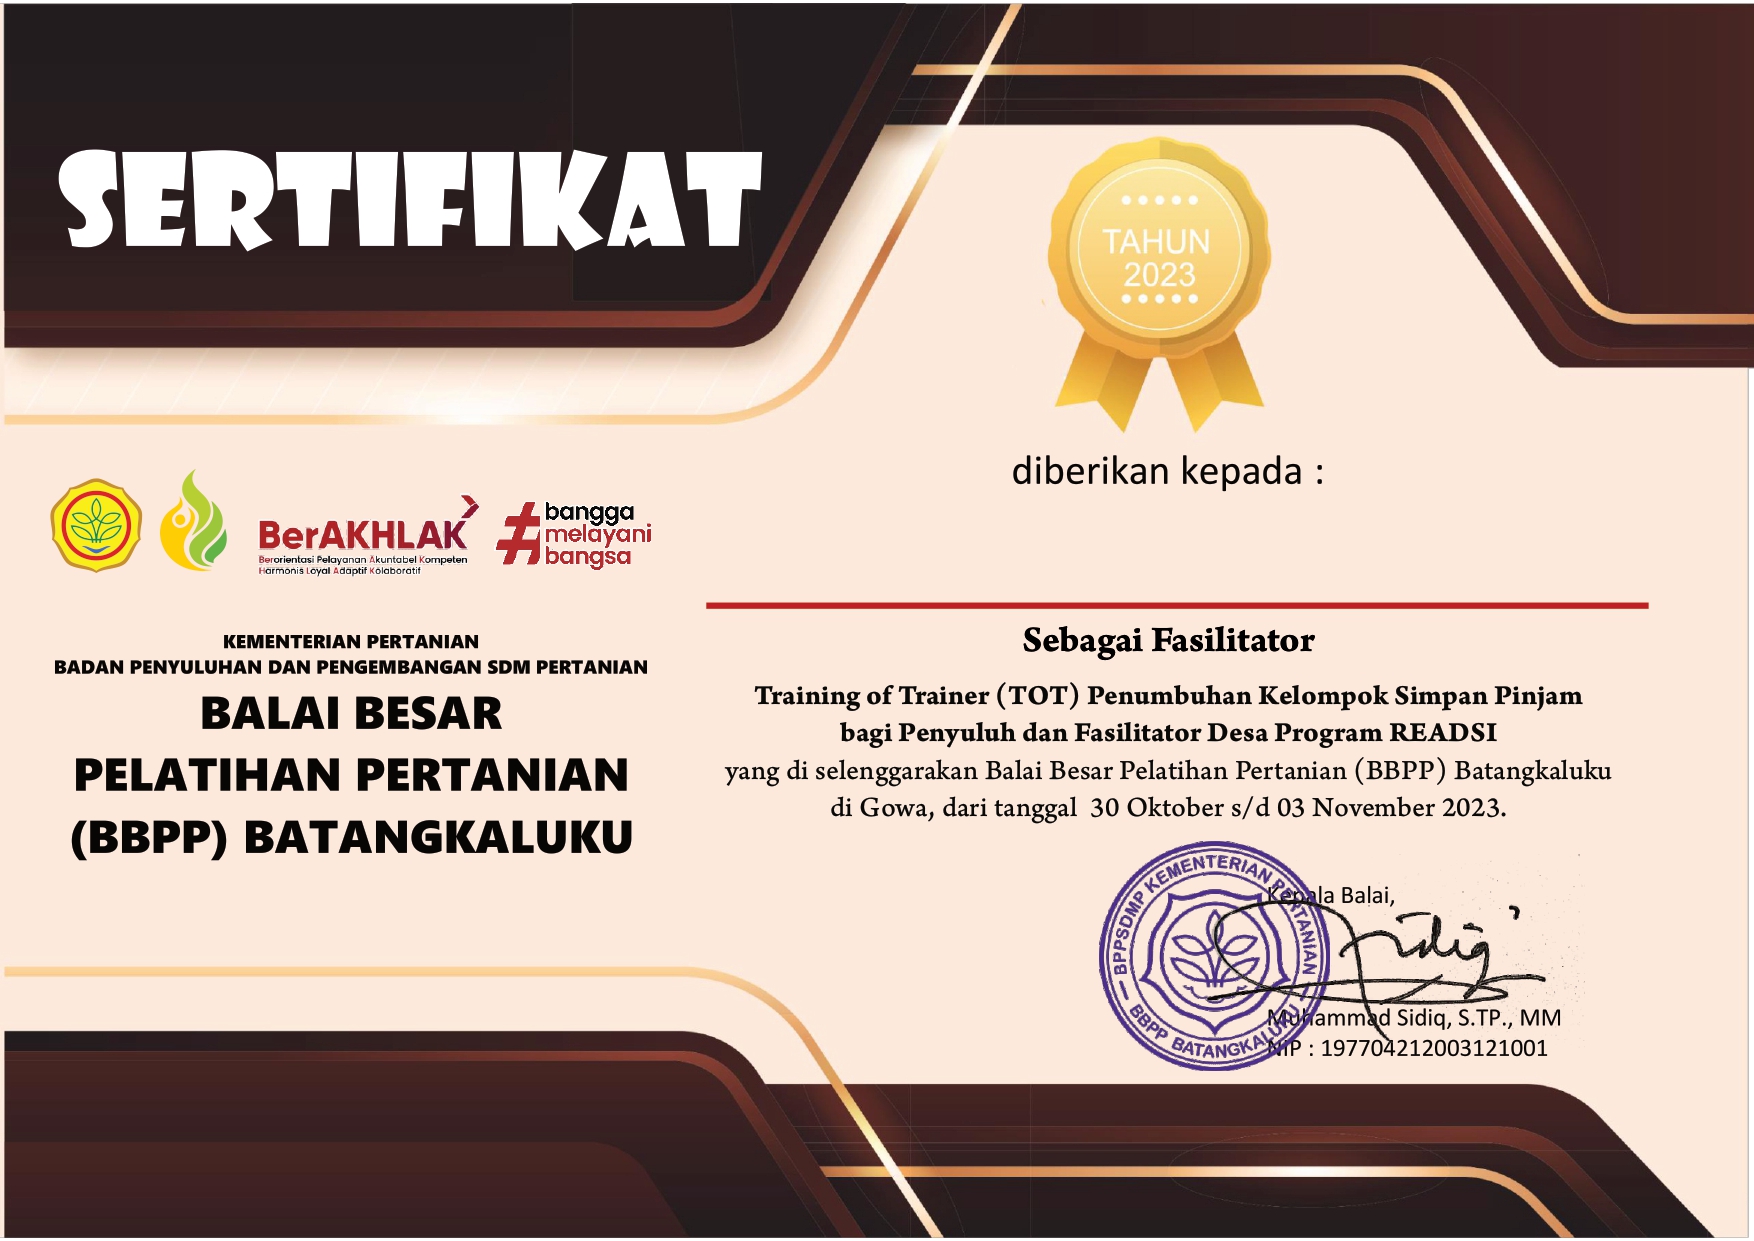 SERTIFIKAT
TAHUN
2023
diberikan kepada :
BerAKHLAK
Berorientasi Pelayanan Akuntabel Kompeten
Harmonis Loyal Adaptif Kolaboratif
#bangga
melayani
bangsa
KEMENTERIAN PERTANIAN
BADAN PENYULUHAN DAN PENGEMBANGAN SDM PERTANIAN
BALAI BESAR
PELATIHAN PERTANIAN
(BBPP) BATANGKALUKU
Sebagai Fasilitator
Training of Trainer (TOT) Penumbuhan Kelompok Simpan Pinjam
bagi Penyuluh dan Fasilitator Desa Program READSI
yang di selenggarakan Balai Besar Pelatihan Pertanian (BBPP) Batangkaluku
di Gowa, dari tanggal 30 Oktober s/d 03 November 2023.
Kepala Balai,
BPPSDMP KEMENTERIAN PERTANIAN
BBPP BATANGKALUKU
Sidiq
Muhammad Sidiq, S.TP., MM
NIP : 197704212003121001